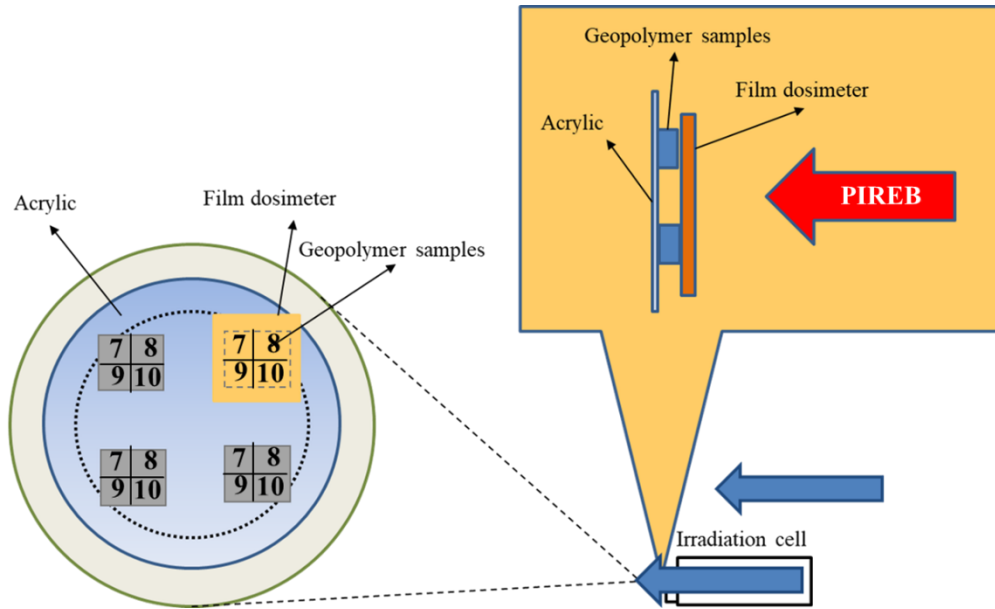 Acrylic
Film dosimeter
Geopolymer samples
7 8
9 10
7 8
9 10
7 8
9 10
7 8
9 10
Geopolymer samples
Film dosimeter
Acrylic
PIREB
Irradiation cell